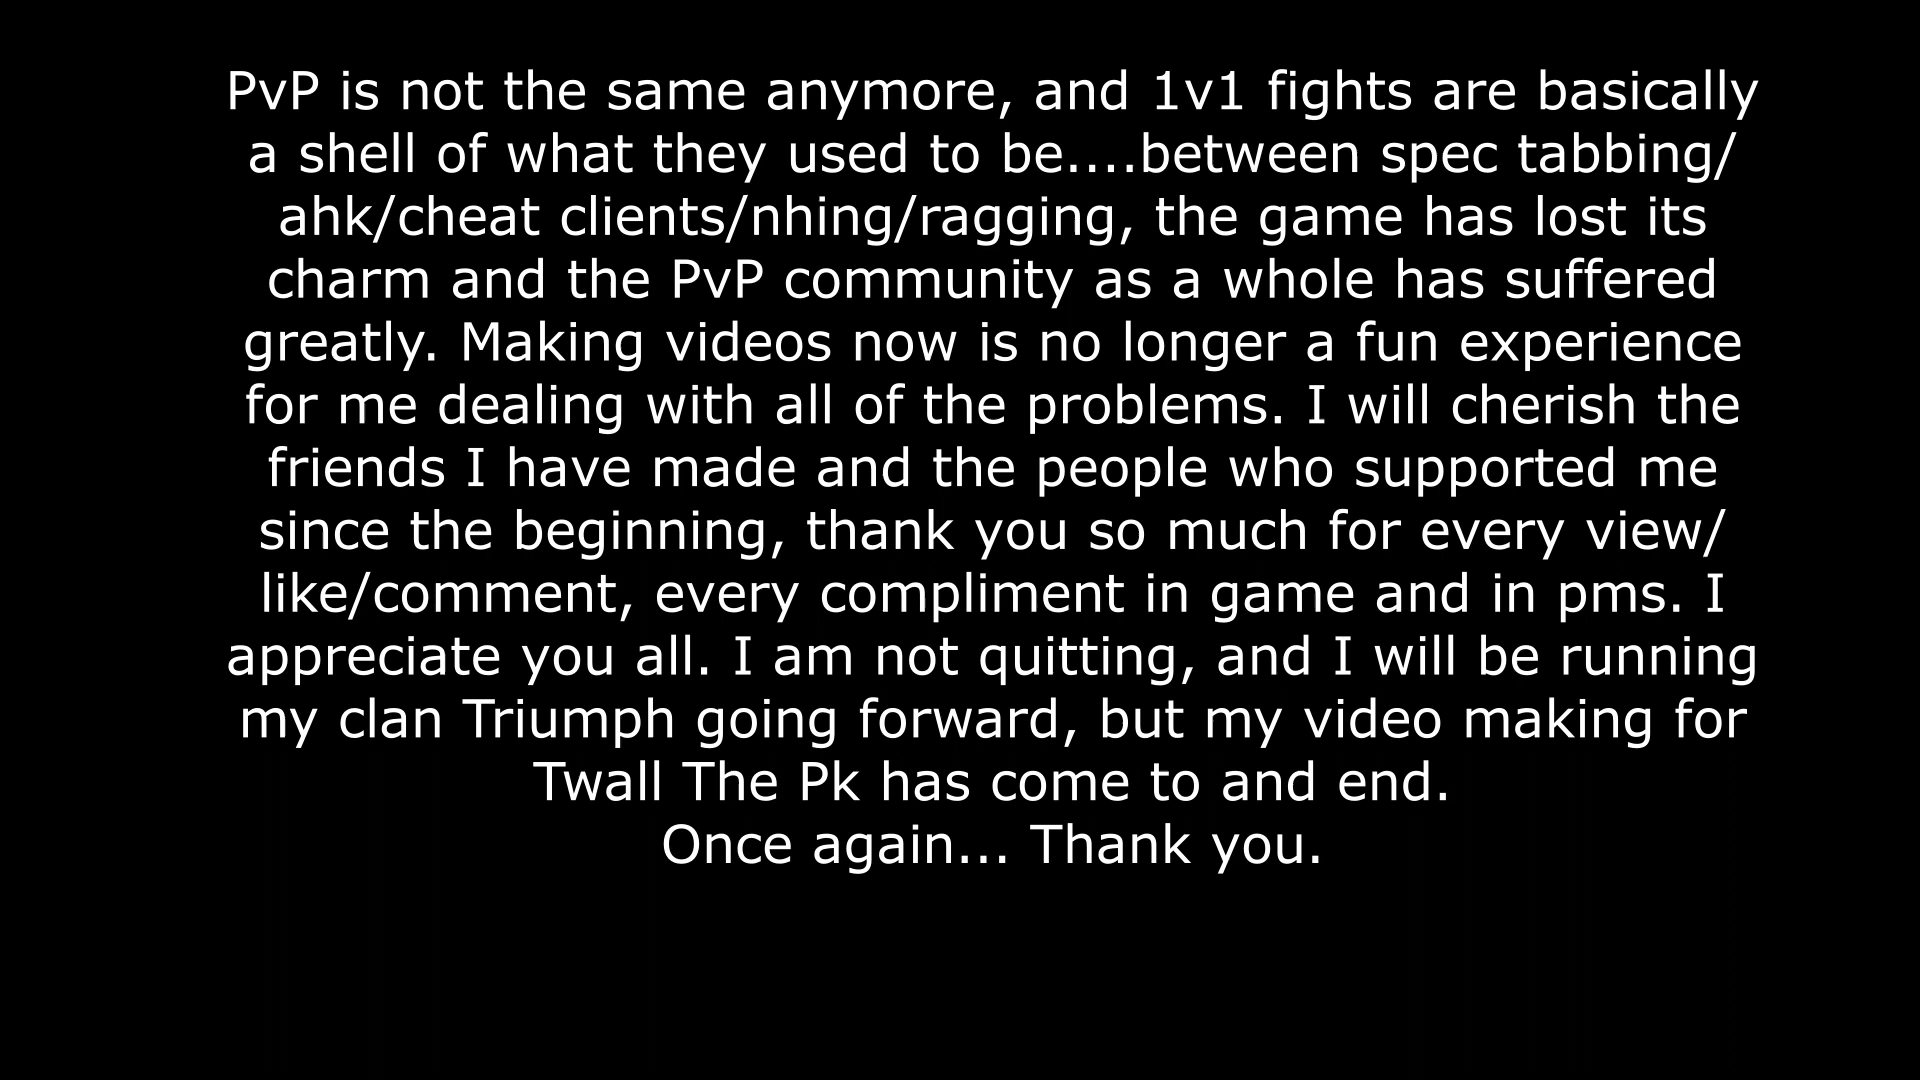 PvP is not the same anymore, and 1v1 fights are basically
a shell of what they used to be....between spec tabbing/
ahk/cheat clients/nhing/ragging, the game has lost its
charm and the PvP community as a whole has suffered
greatly. Making videos now is no longer a fun experience
for me dealing with all of the problems. I will cherish the
friends I have made and the people who supported me
since the beginning, thank you so much for every view/
like/comment, every compliment in game and in pms. I
appreciate you all. I am not quitting, and I will be running
my clan Triumph going forward, but my video making for
Twall The Pk has come to and end.
Once again... Thank you.